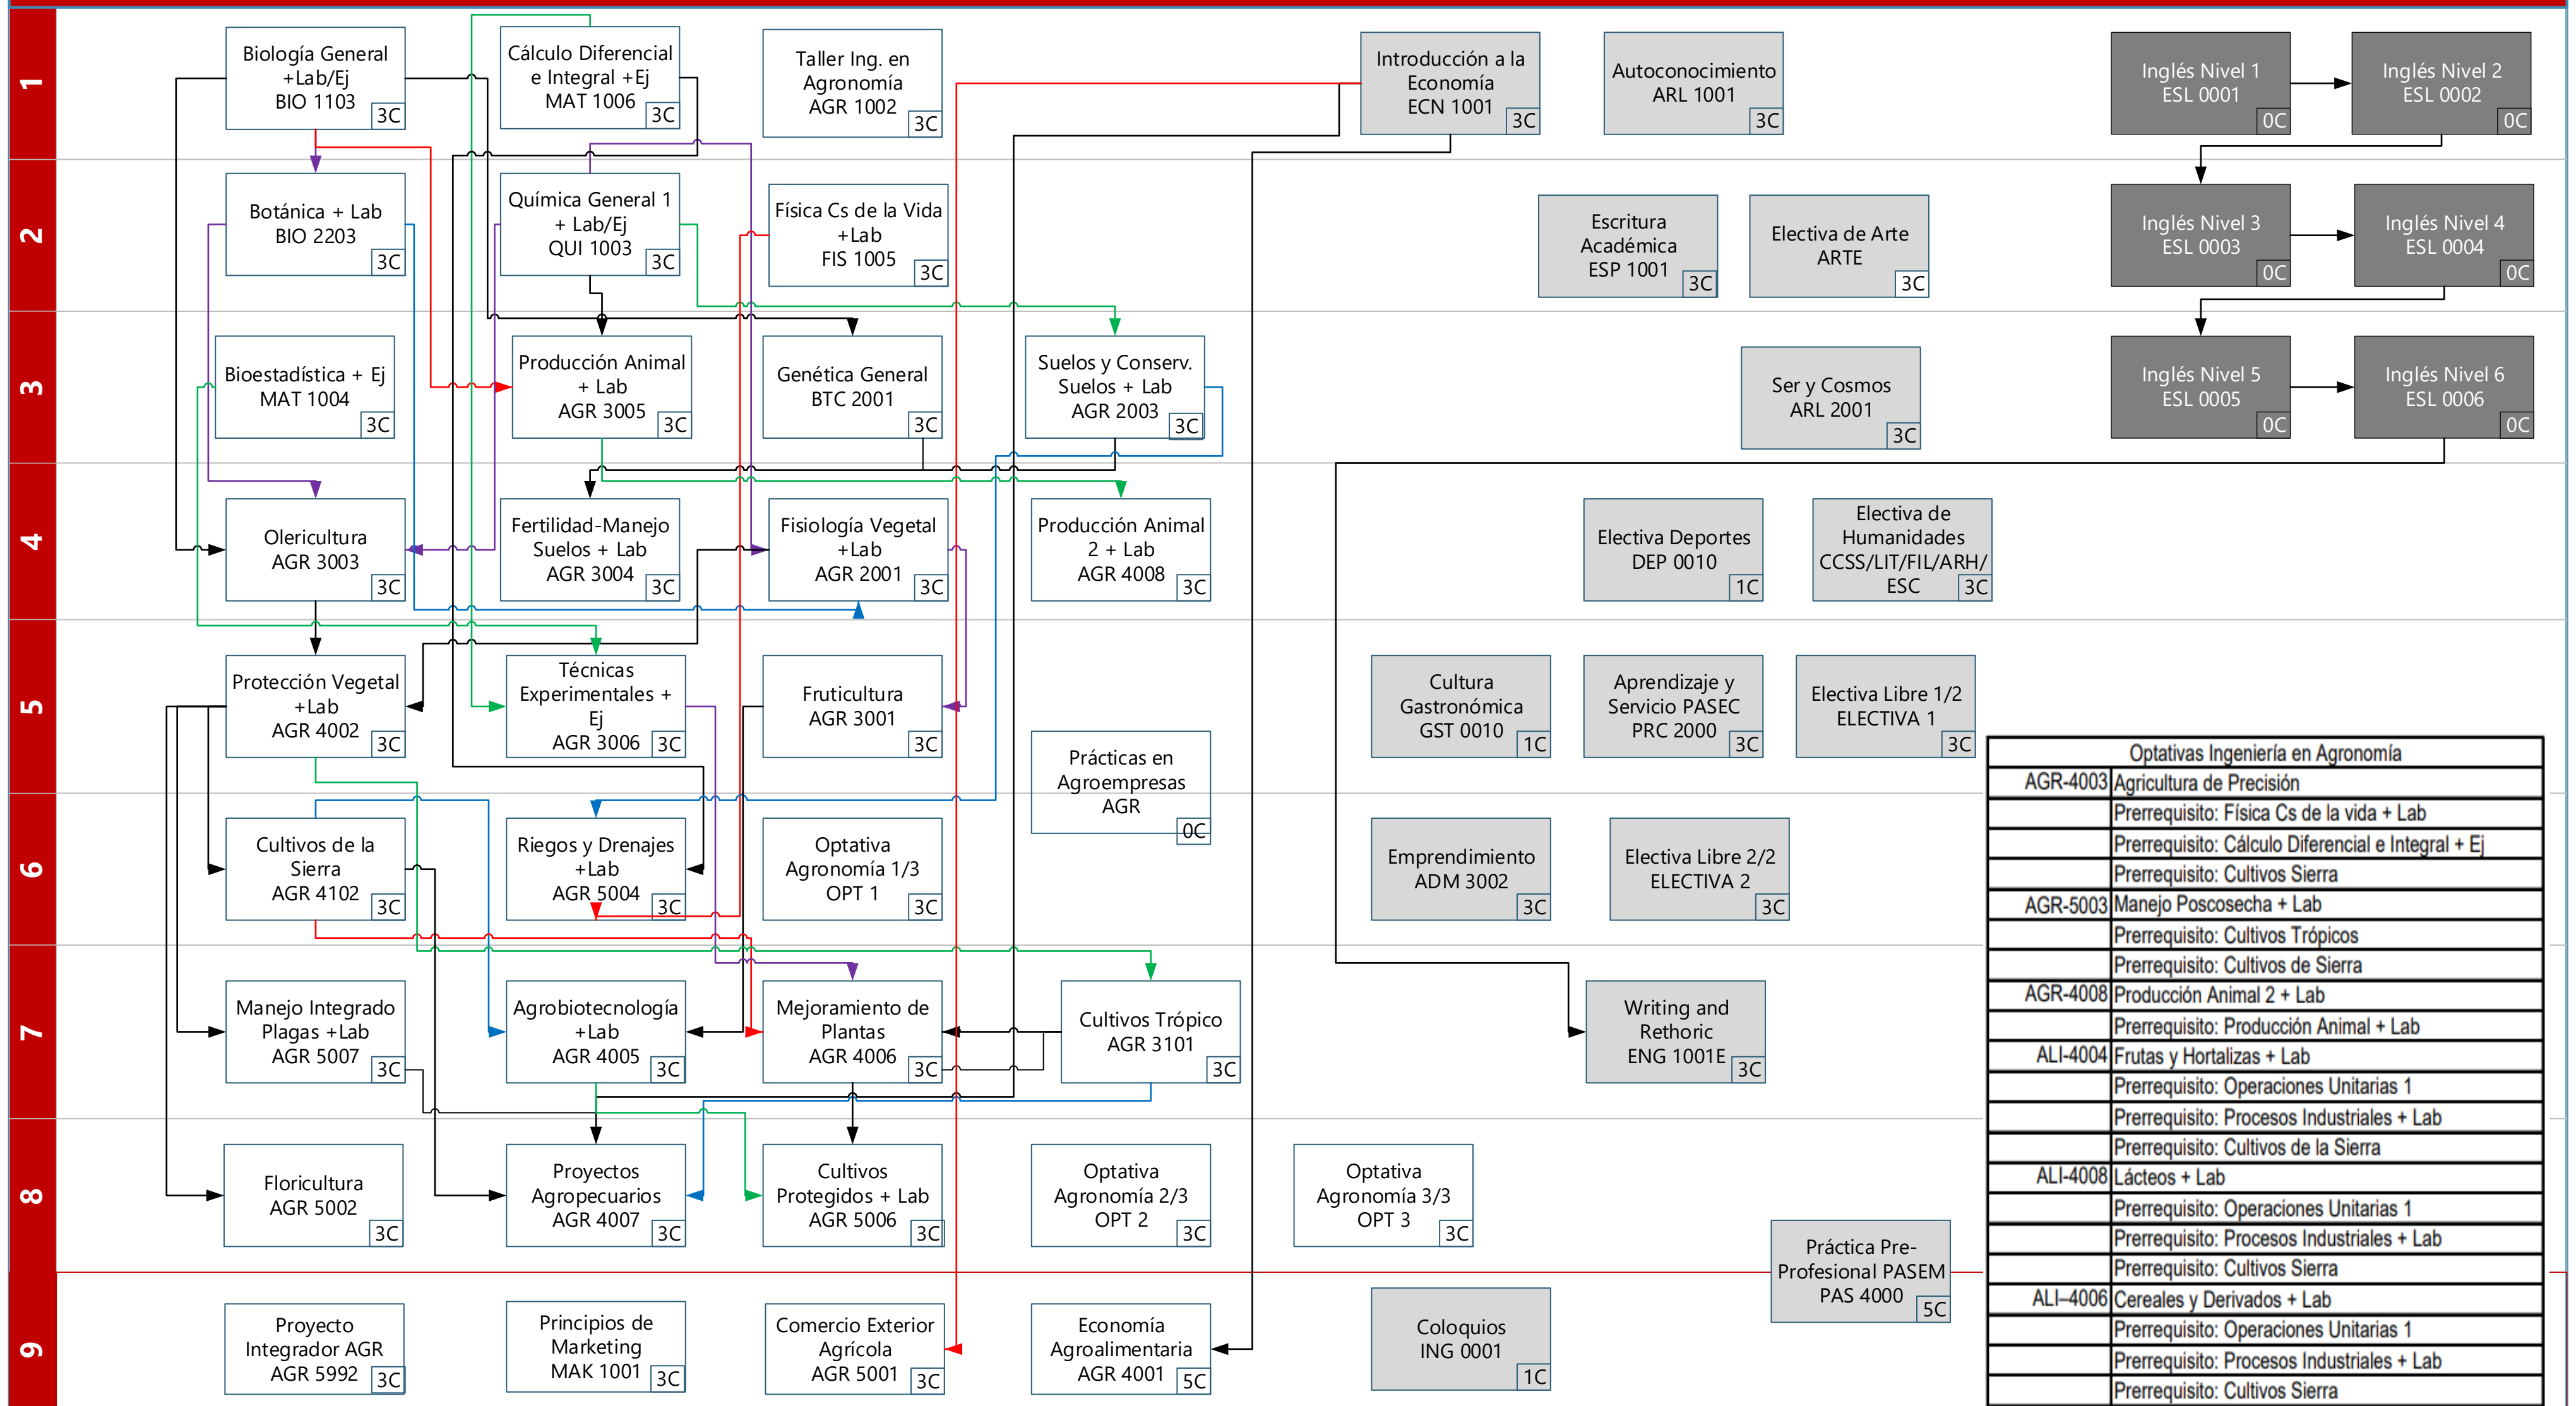 1
Biología General
+Lab/Ej
BIO 1103
3C
Cálculo Diferencial
e Integral +Ej
MAT 1006
3C
Taller Ing. en
Agronomía
AGR 1002
3C
Introducción a la
Economía
ECN 1001
3C
Autoconocimiento
ARL 1001
3C
Inglés Nivel 1
ESL 0001
0C
Inglés Nivel 2
ESL 0002
0C
2
Botánica + Lab
BIO 2203
3C
Química General 1
+ Lab/Ej
QUI 1003
3C
Física Cs de la Vida
+Lab
FIS 1005
3C
Escritura
Académica
ESP 1001
3C
Electiva de Arte
ARTE
3C
Inglés Nivel 3
ESL 0003
0C
Inglés Nivel 4
ESL 0004
0C
3
Bioestadística + Ej
MAT 1004
3C
Producción Animal
+ Lab
AGR 3005
3C
Genética General
BTC 2001
3C
Suelos y Conserv.
Suelos + Lab
AGR 2003
3C
Ser y Cosmos
ARL 2001
3C
Inglés Nivel 5
ESL 0005
0C
Inglés Nivel 6
ESL 0006
0C
4
Olericultura
AGR 3003
3C
Fertilidad-Manejo
Suelos + Lab
AGR 3004
3C
Fisiología Vegetal
+Lab
AGR 2001
3C
Producción Animal
2 + Lab
AGR 4008
3C
Electiva Deportes
DEP 0010
1C
Electiva de
Humanidades
CCSS/LIT/FIL/ARH/
ESC
3C
5
Protección Vegetal
+Lab
AGR 4002
3C
Técnicas
Experimentales +
Ej
AGR 3006
3C
Fruticultura
AGR 3001
3C
Prácticas en
Agroempresas
AGR
0C
Cultura
Gastronómica
GST 0010
1C
Aprendizaje y
Servicio PASEC
PRC 2000
3C
Electiva Libre 1/2
ELECTIVA 1
3C
6
Cultivos de la
Sierra
AGR 4102
3C
Riegos y Drenajes
+Lab
AGR 5004
3C
Optativa
Agronomía 1/3
OPT 1
3C
Emprendimiento
ADM 3002
3C
Electiva Libre 2/2
ELECTIVA 2
3C
7
Manejo Integrado
Plagas +Lab
AGR 5007
3C
Agrobiotecnología
+Lab
AGR 4005
3C
Mejoramiento de
Plantas
AGR 4006
3C
Cultivos Trópico
AGR 3101
3C
Writing and
Rethoric
ENG 1001E
3C
8
Floricultura
AGR 5002
3C
Proyectos
Agropecuarios
AGR 4007
3C
Cultivos
Protegidos + Lab
AGR 5006
3C
Optativa
Agronomía 2/3
OPT 2
3C
Optativa
Agronomía 3/3
OPT 3
3C
Práctica Pre-
Profesional PASEM
PAS 4000
5C
9
Proyecto
Integrador AGR
AGR 5992
3C
Principios de
Marketing
MAK 1001
3C
Comercio Exterior
Agrícola
AGR 5001
3C
Economía
Agroalimentaria
AGR 4001
5C
Coloquios
ING 0001
1C
Optativas Ingeniería en Agronomía
AGR-4003 Agricultura de Precisión
Prerrequisito: Física Cs de la vida + Lab
Prerrequisito: Cálculo Diferencial e Integral + Ej
Prerrequisito: Cultivos Sierra
AGR-5003 Manejo Poscosecha + Lab
Prerrequisito: Cultivos Trópicos
Prerrequisito: Cultivos de Sierra
AGR-4008 Producción Animal 2 + Lab
Prerrequisito: Producción Animal + Lab
ALI-4004 Frutas y Hortalizas + Lab
Prerrequisito: Operaciones Unitarias 1
Prerrequisito: Procesos Industriales + Lab
Prerrequisito: Cultivos de la Sierra
ALI-4008 Lácteos + Lab
Prerrequisito: Operaciones Unitarias 1
Prerrequisito: Procesos Industriales + Lab
Prerrequisito: Cultivos Sierra
ALI–4006 Cereales y Derivados + Lab
Prerrequisito: Operaciones Unitarias 1
Prerrequisito: Procesos Industriales + Lab
Prerrequisito: Cultivos Sierra